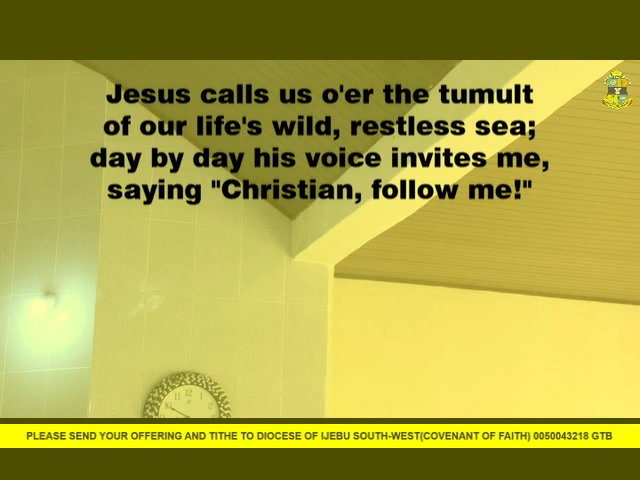 Jesus calls us o'er the tumult
of our life's wild, restless sea;
day by day his voice invites me,
saying "Christian, follow me!"
PLEASE SEND YOUR OFFERING AND TITHE TO DIOCESE OF IJEBU SOUTH-WEST(COVENANT OF FAITH) 0050043218 GTB